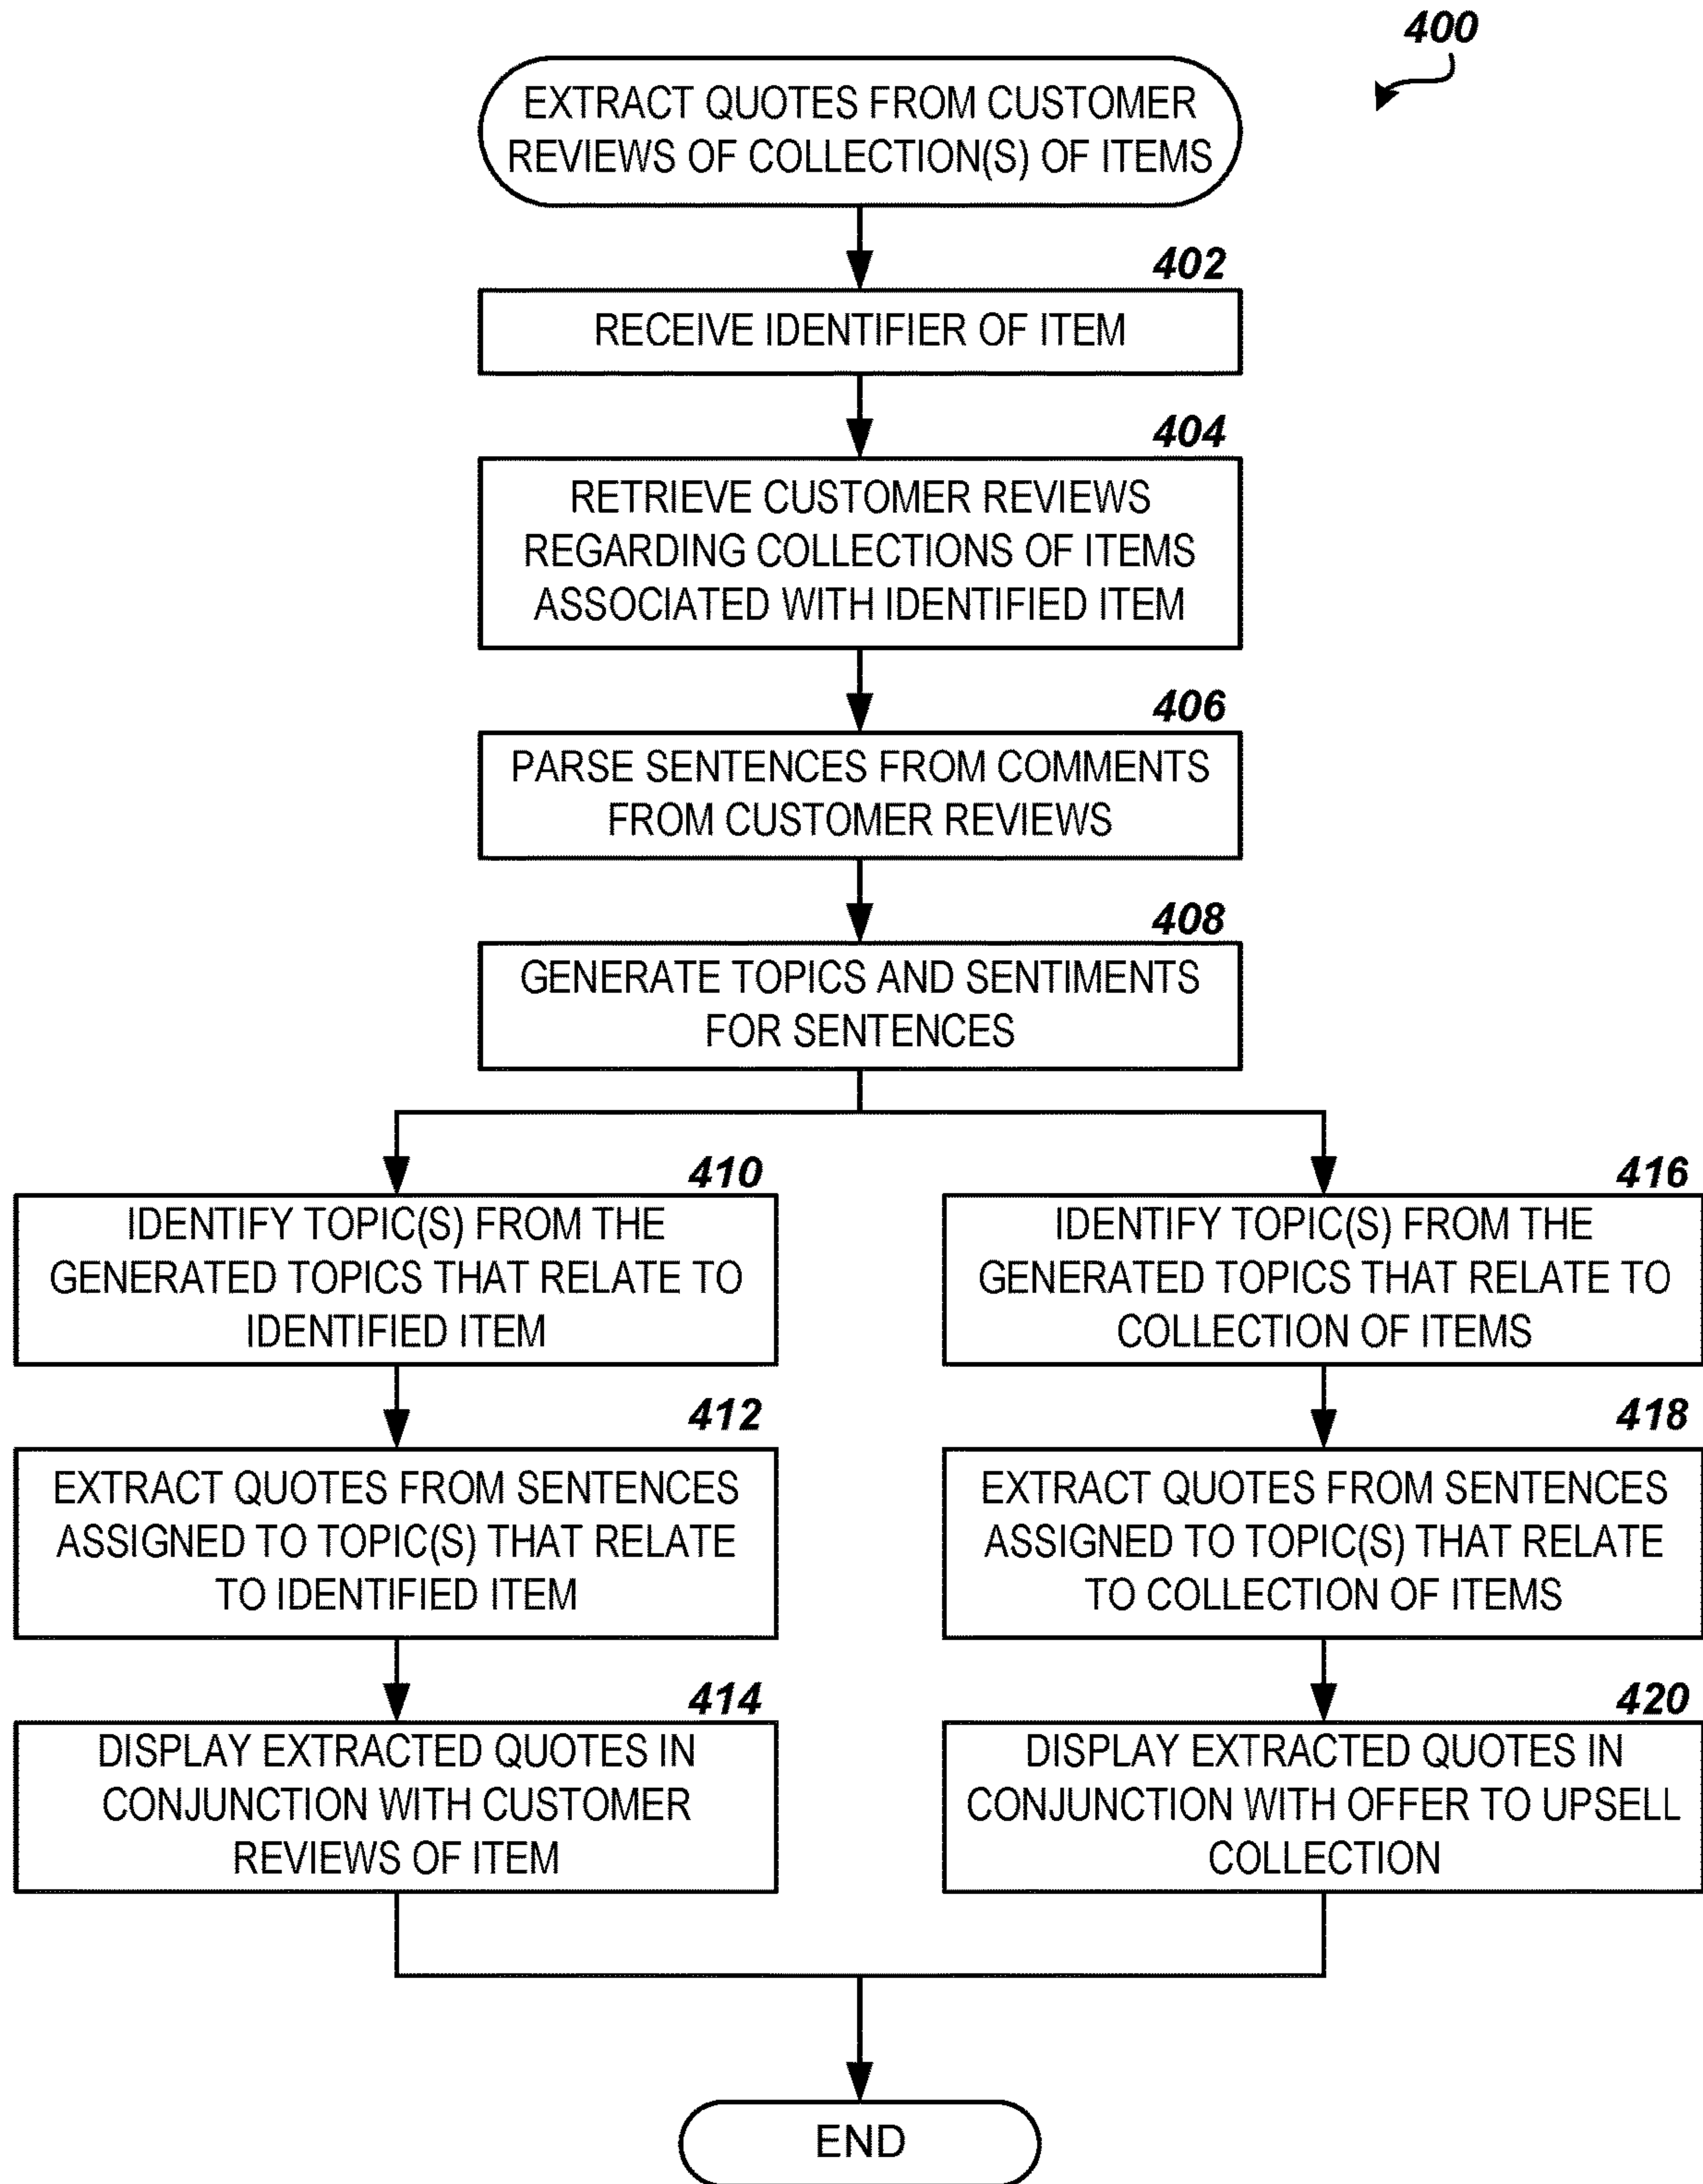 400
EXTRACT QUOTES FROM CUSTOMER
REVIEWS OF COLLECTION(S) OF ITEMS
402
RECEIVE IDENTIFIER OF ITEM
404
RETRIEVE CUSTOMER REVIEWS
REGARDING COLLECTIONS OF ITEMS
ASSOCIATED WITH IDENTIFIED ITEM
406
PARSE SENTENCES FROM COMMENTS
FROM CUSTOMER REVIEWS
408
GENERATE TOPICS AND SENTIMENTS
FOR SENTENCES
410
IDENTIFY TOPIC(S) FROM THE
GENERATED TOPICS THAT RELATE TO
IDENTIFIED ITEM
412
EXTRACT QUOTES FROM SENTENCES
ASSIGNED TO TOPIC(S) THAT RELATE
TO IDENTIFIED ITEM
414
DISPLAY EXTRACTED QUOTES IN
CONJUNCTION WITH CUSTOMER
REVIEWS OF ITEM
416
IDENTIFY TOPIC(S) FROM THE
GENERATED TOPICS THAT RELATE TO
COLLECTION OF ITEMS
418
EXTRACT QUOTES FROM SENTENCES
ASSIGNED TO TOPIC(S) THAT RELATE
TO COLLECTION OF ITEMS
420
DISPLAY EXTRACTED QUOTES IN
CONJUNCTION WITH OFFER TO UPSELL
COLLECTION
END